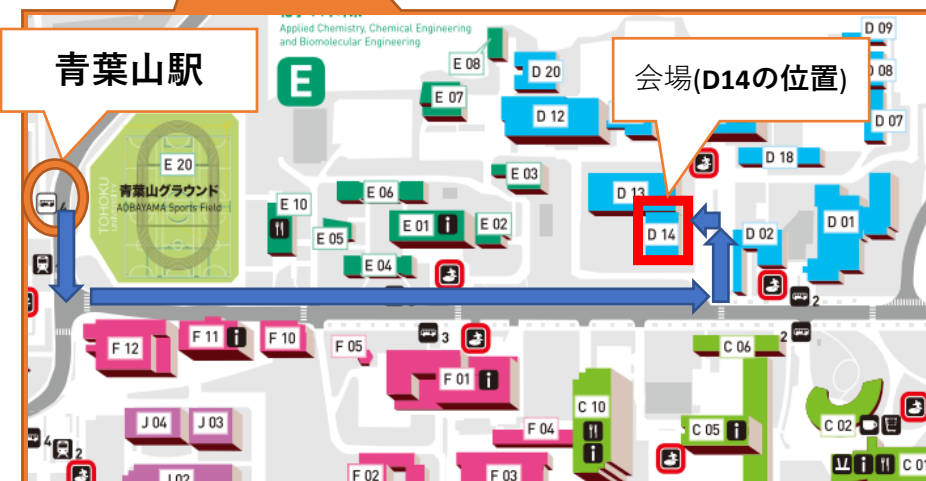 Applied Chemistry, Chemical Engineering
and Biomolecular Engineering
E
青葉山駅
会場(D14の位置)
E 08
D 20
D 09
08
E 07
D 12
D 07
E 20
青葉山グラウンド
AOBAYAMA Sports Field
TOHOKU
D 18
E 03
E 06
D 13
E 10
E 01
E 02
D 14
D 02
D 01
E 05
E 04
4
2
F 12
F 11
F 10
F 05
3
2
C 06
F 01
C 10
J 04
J 03
F 04
C 05
C 02
4
2
J 02
F 02
F 03
C 01